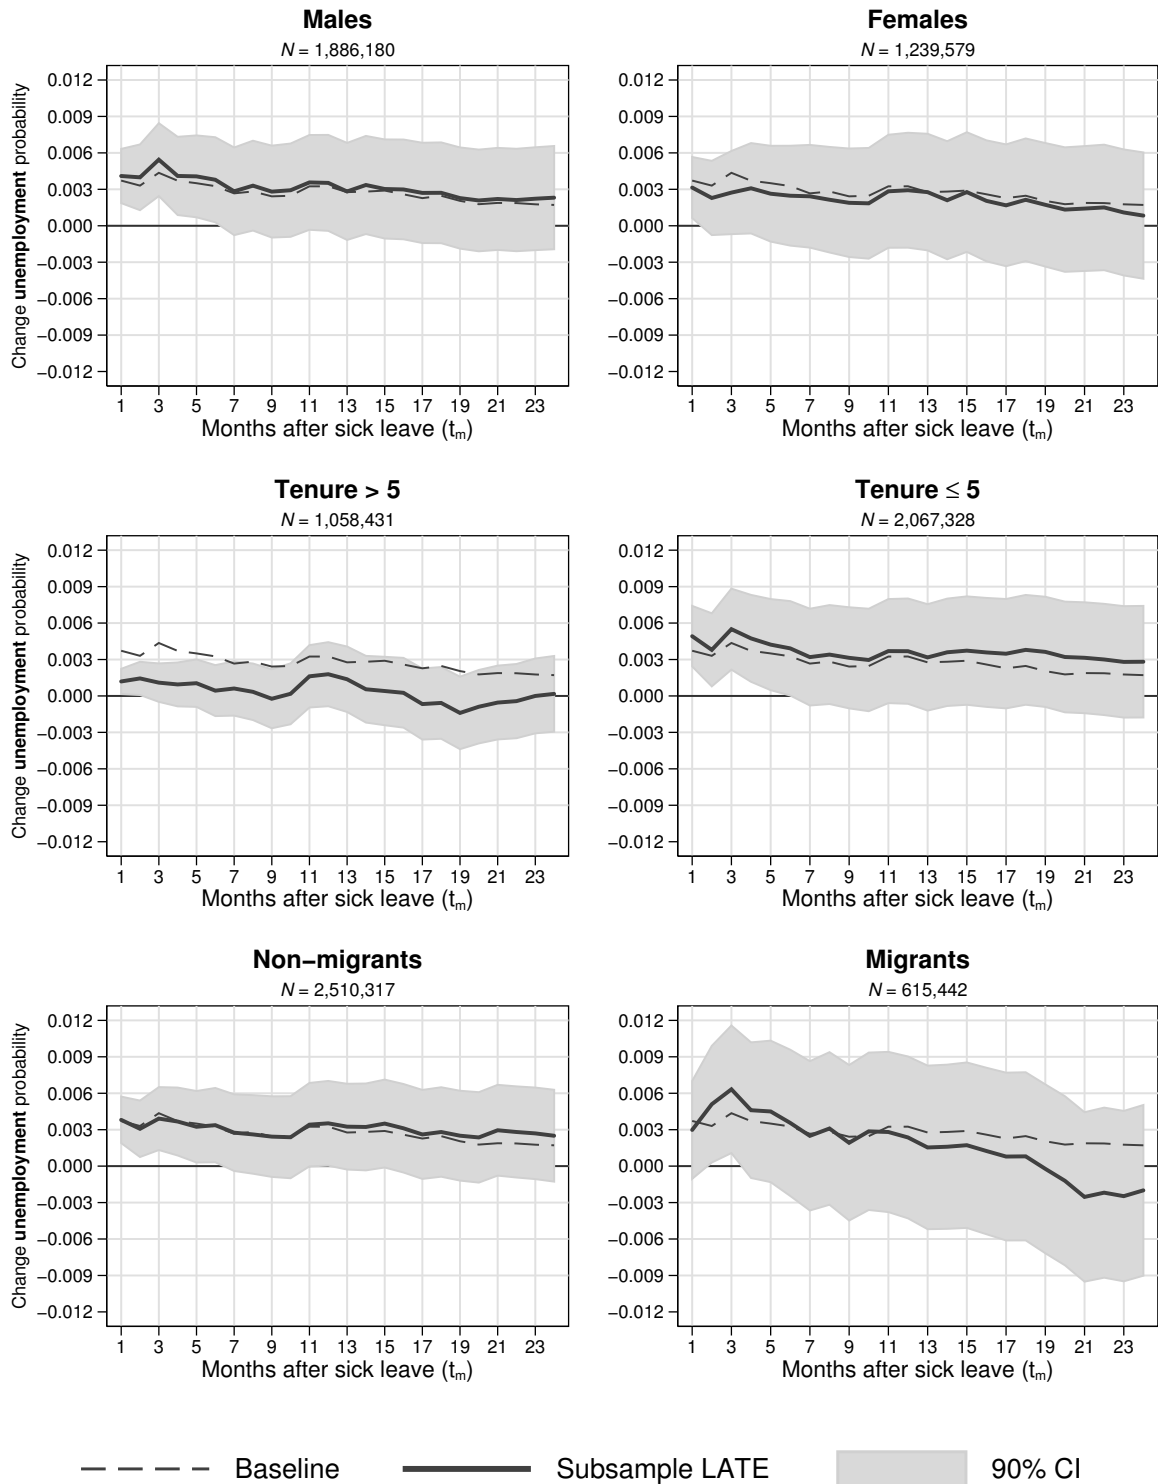 Males
N = 1,886,180
Change unemployment probability
0.012
0.009
0.006
0.003
0.000
−0.003
−0.006
−0.009
−0.012
1 3 5 7 9 11 13 15 17 19 21 23
Months after sick leave (tm)
Females
N = 1,239,579
0.012
0.009
0.006
0.003
0.000
−0.003
−0.006
−0.009
−0.012
1 3 5 7 9 11 13 15 17 19 21 23
Months after sick leave (tm)
Tenure > 5
N = 1,058,431
Change unemployment probability
0.012
0.009
0.006
0.003
0.000
−0.003
−0.006
−0.009
−0.012
1 3 5 7 9 11 13 15 17 19 21 23
Months after sick leave (tm)
Tenure ≤ 5
N = 2,067,328
0.012
0.009
0.006
0.003
0.000
−0.003
−0.006
−0.009
−0.012
1 3 5 7 9 11 13 15 17 19 21 23
Months after sick leave (tm)
Non−migrants
N = 2,510,317
Change unemployment probability
0.012
0.009
0.006
0.003
0.000
−0.003
−0.006
−0.009
−0.012
1 3 5 7 9 11 13 15 17 19 21 23
Months after sick leave (tm)
Migrants
N = 615,442
0.012
0.009
0.006
0.003
0.000
−0.003
−0.006
−0.009
−0.012
1 3 5 7 9 11 13 15 17 19 21 23
Months after sick leave (tm)
Baseline Subsample LATE 90% CI